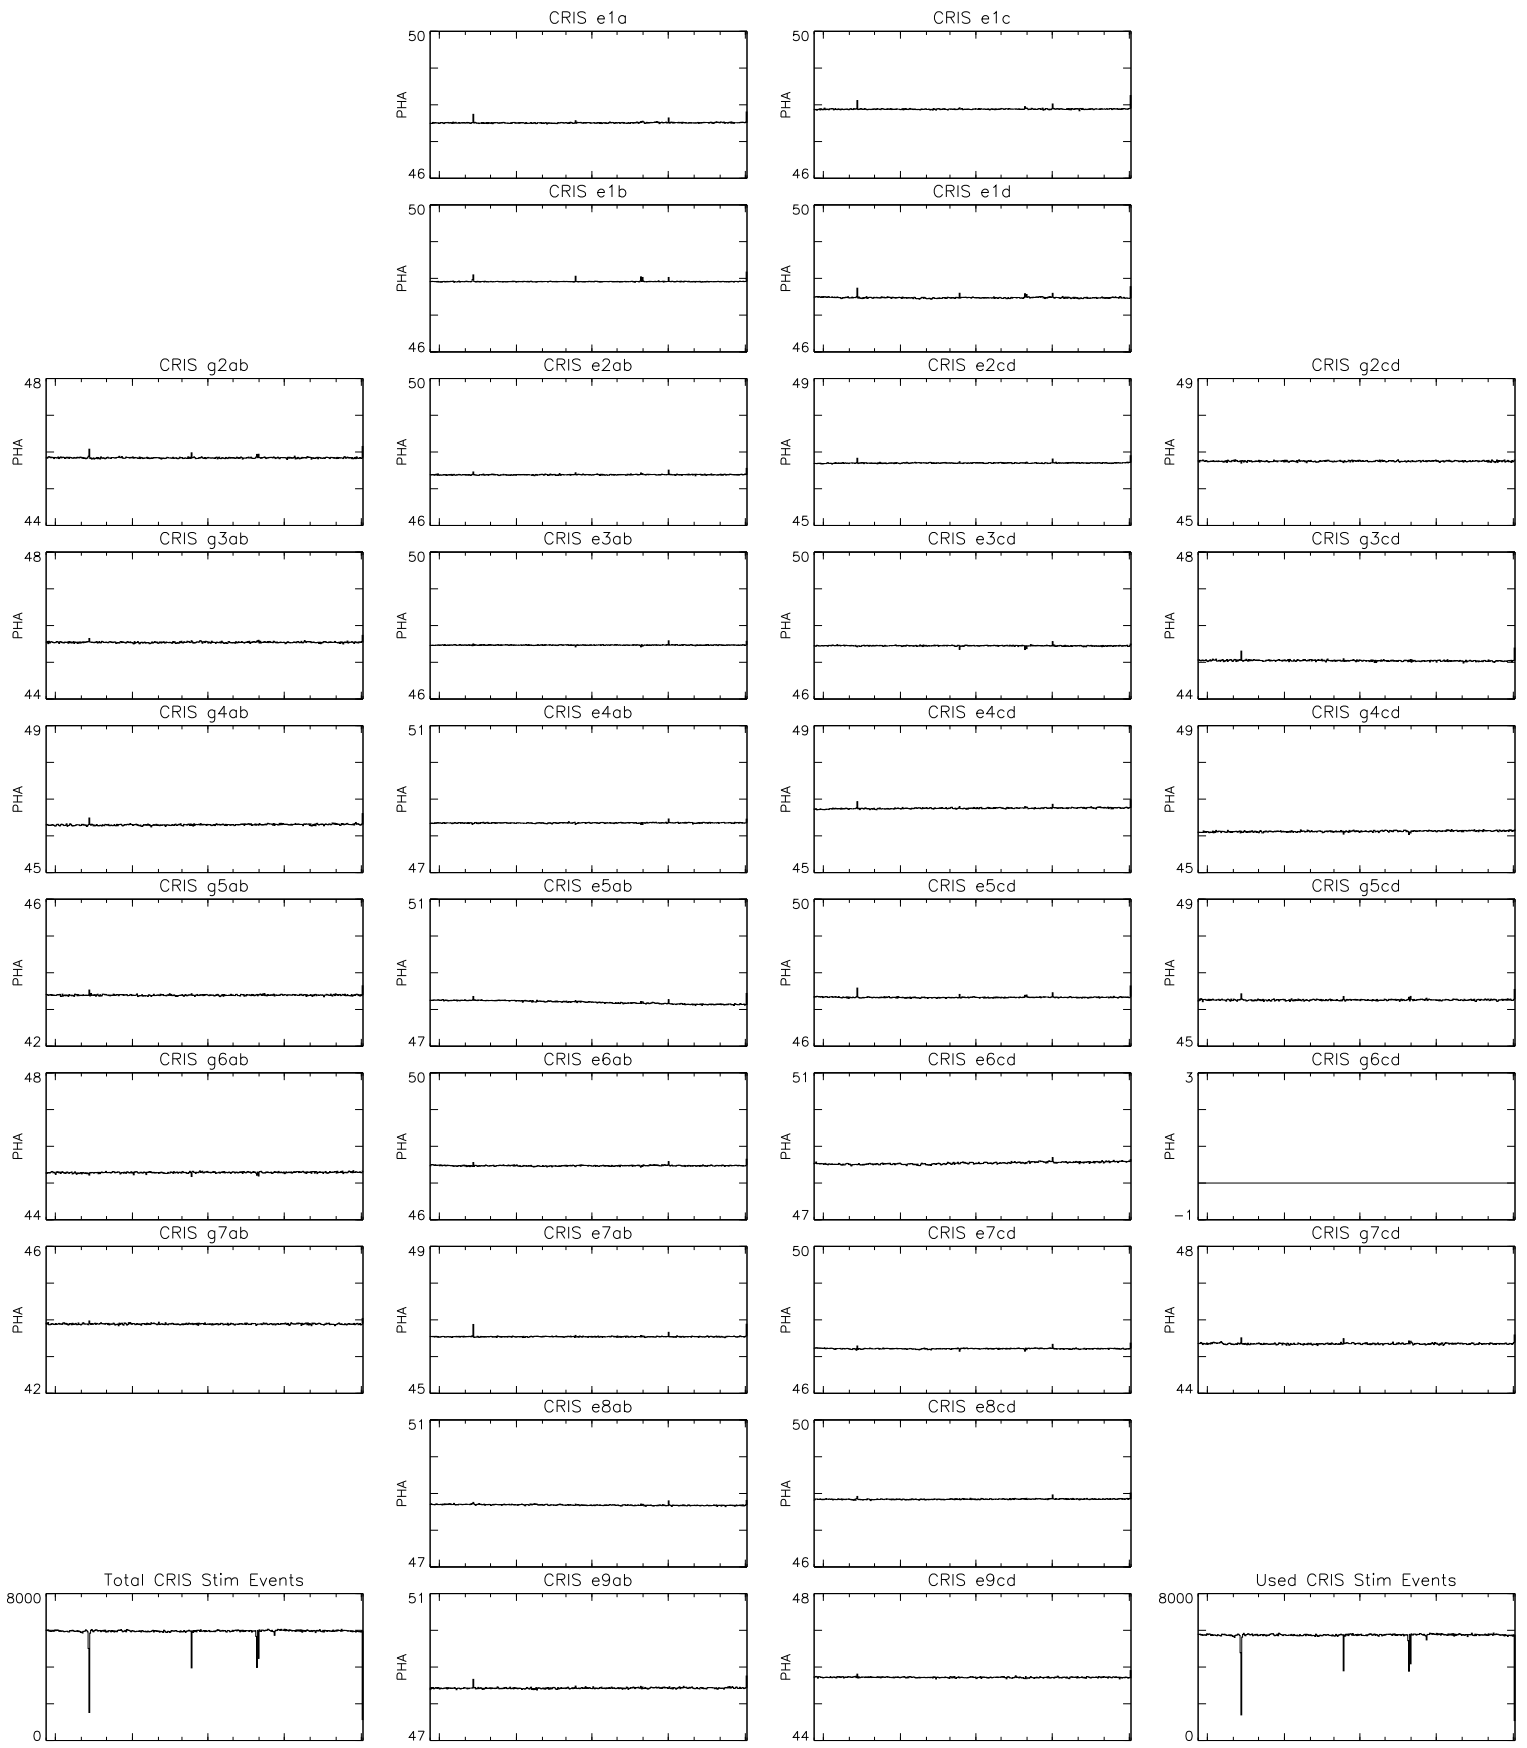 CRIS e1a
CRIS e1c
50
PHA
46
50
PHA
46
CRIS e1b
CRIS e1d
50
PHA
46
50
PHA
46
CRIS g2ab
CRIS e2ab
CRIS e2cd
CRIS g2cd
48
PHA
44
50
PHA
46
49
PHA
45
49
PHA
45
CRIS g3ab
CRIS e3ab
CRIS e3cd
CRIS g3cd
48
PHA
44
50
PHA
46
50
PHA
46
48
PHA
44
CRIS g4ab
CRIS e4ab
CRIS e4cd
CRIS g4cd
49
PHA
45
51
PHA
47
49
PHA
45
49
PHA
45
CRIS g5ab
CRIS e5ab
CRIS e5cd
CRIS g5cd
46
PHA
42
51
PHA
47
50
PHA
46
49
PHA
45
CRIS g6ab
CRIS e6ab
CRIS e6cd
CRIS g6cd
48
PHA
44
50
PHA
46
51
PHA
47
3
PHA
-1
CRIS g7ab
CRIS e7ab
CRIS e7cd
CRIS g7cd
46
PHA
42
49
PHA
45
50
PHA
46
48
PHA
44
CRIS e8ab
CRIS e8cd
51
PHA
47
50
PHA
46
Total CRIS Stim Events
CRIS e9ab
CRIS e9cd
Used CRIS Stim Events
8000
0
51
PHA
47
48
PHA
44
8000
0